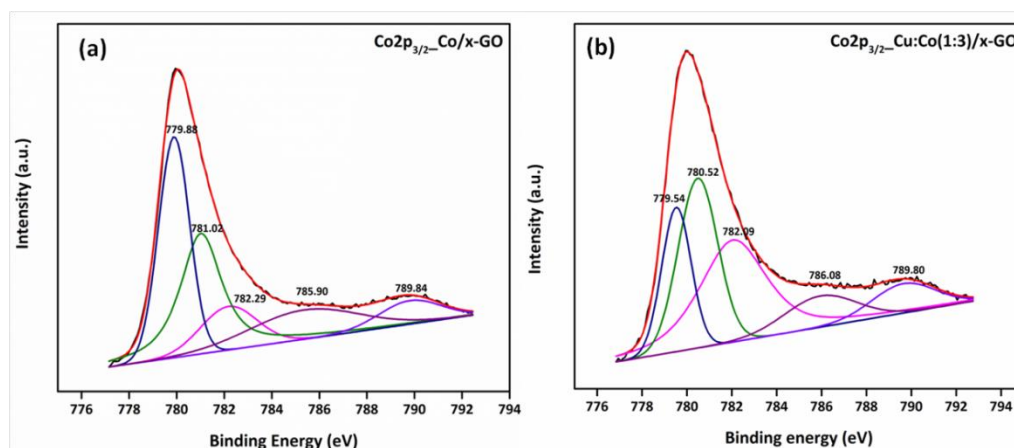 (a)
Co2p3/2_Co/x-GO
779.88
781.02
782.29
785.90
789.84
Intensity (a.u.)
776 778 780 782 784 786 788 790 792 794
Binding Energy (eV)
(b)
Co2p3/2_Cu:Co(1:3)/x-GO
779.54
780.52
782.09
786.08
789.80
Intensity (a.u.)
776 778 780 782 784 786 788 790 792 794
Binding energy (eV)